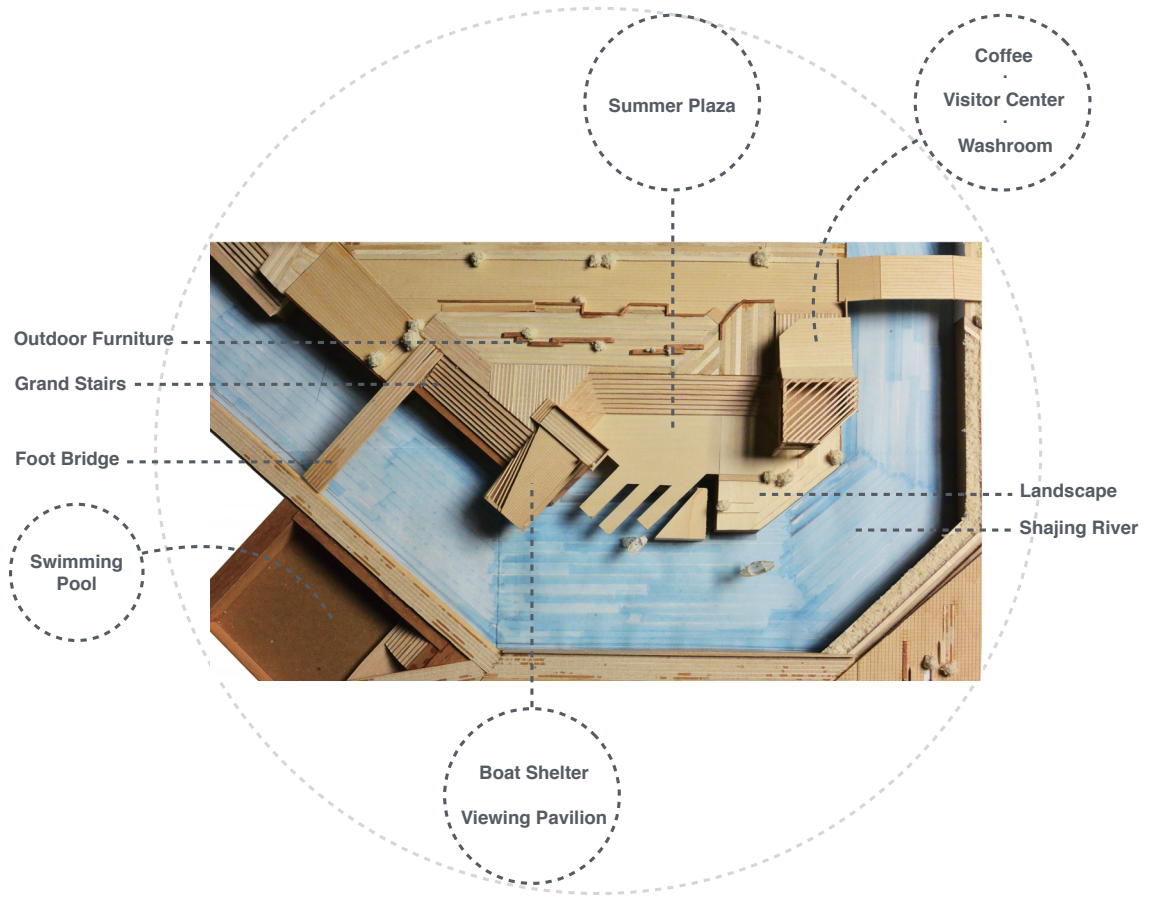 Coffee
·
Visitor Center
·
Washroom
Summer Plaza
Outdoor Furniture
Grand Stairs
Foot Bridge
Swimming
Pool
Landscape
Shajing River
Boat Shelter
Viewing Pavilion